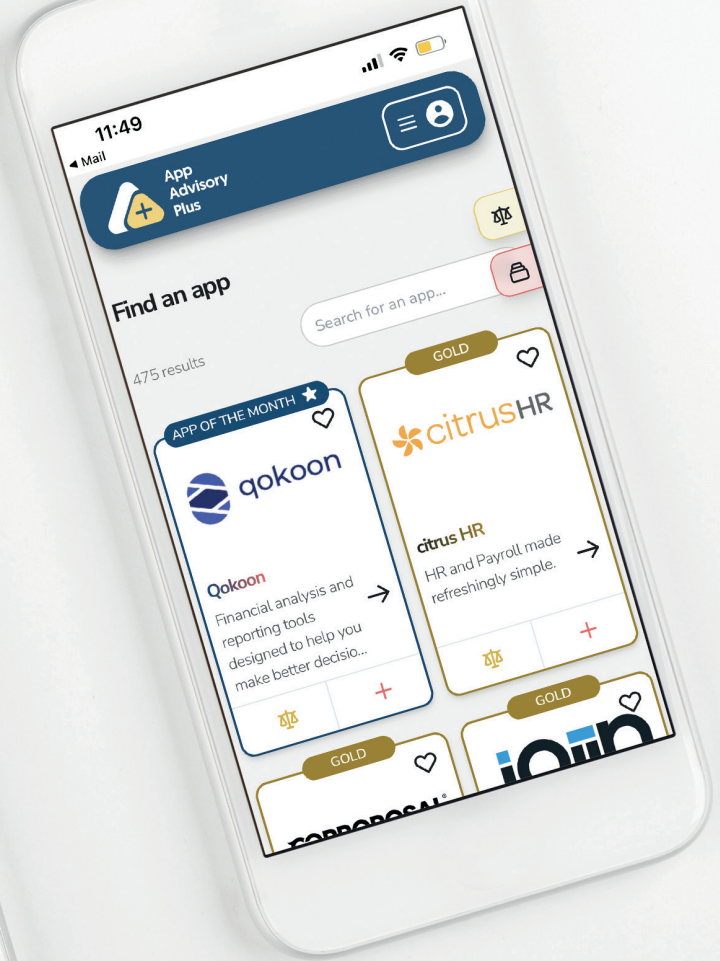 11:49
◀ Mail
App
Advisory
Plus
Find an app
Search for an app...
475 results
APP OF THE MONTH
qokoon
Qokoon
Financial analysis and
reporting tools
designed to help you
make better decisio...
GOLD
citrusHR
citrus HR
HR and Payroll made
refreshingly simple.
GOLD
GOLD